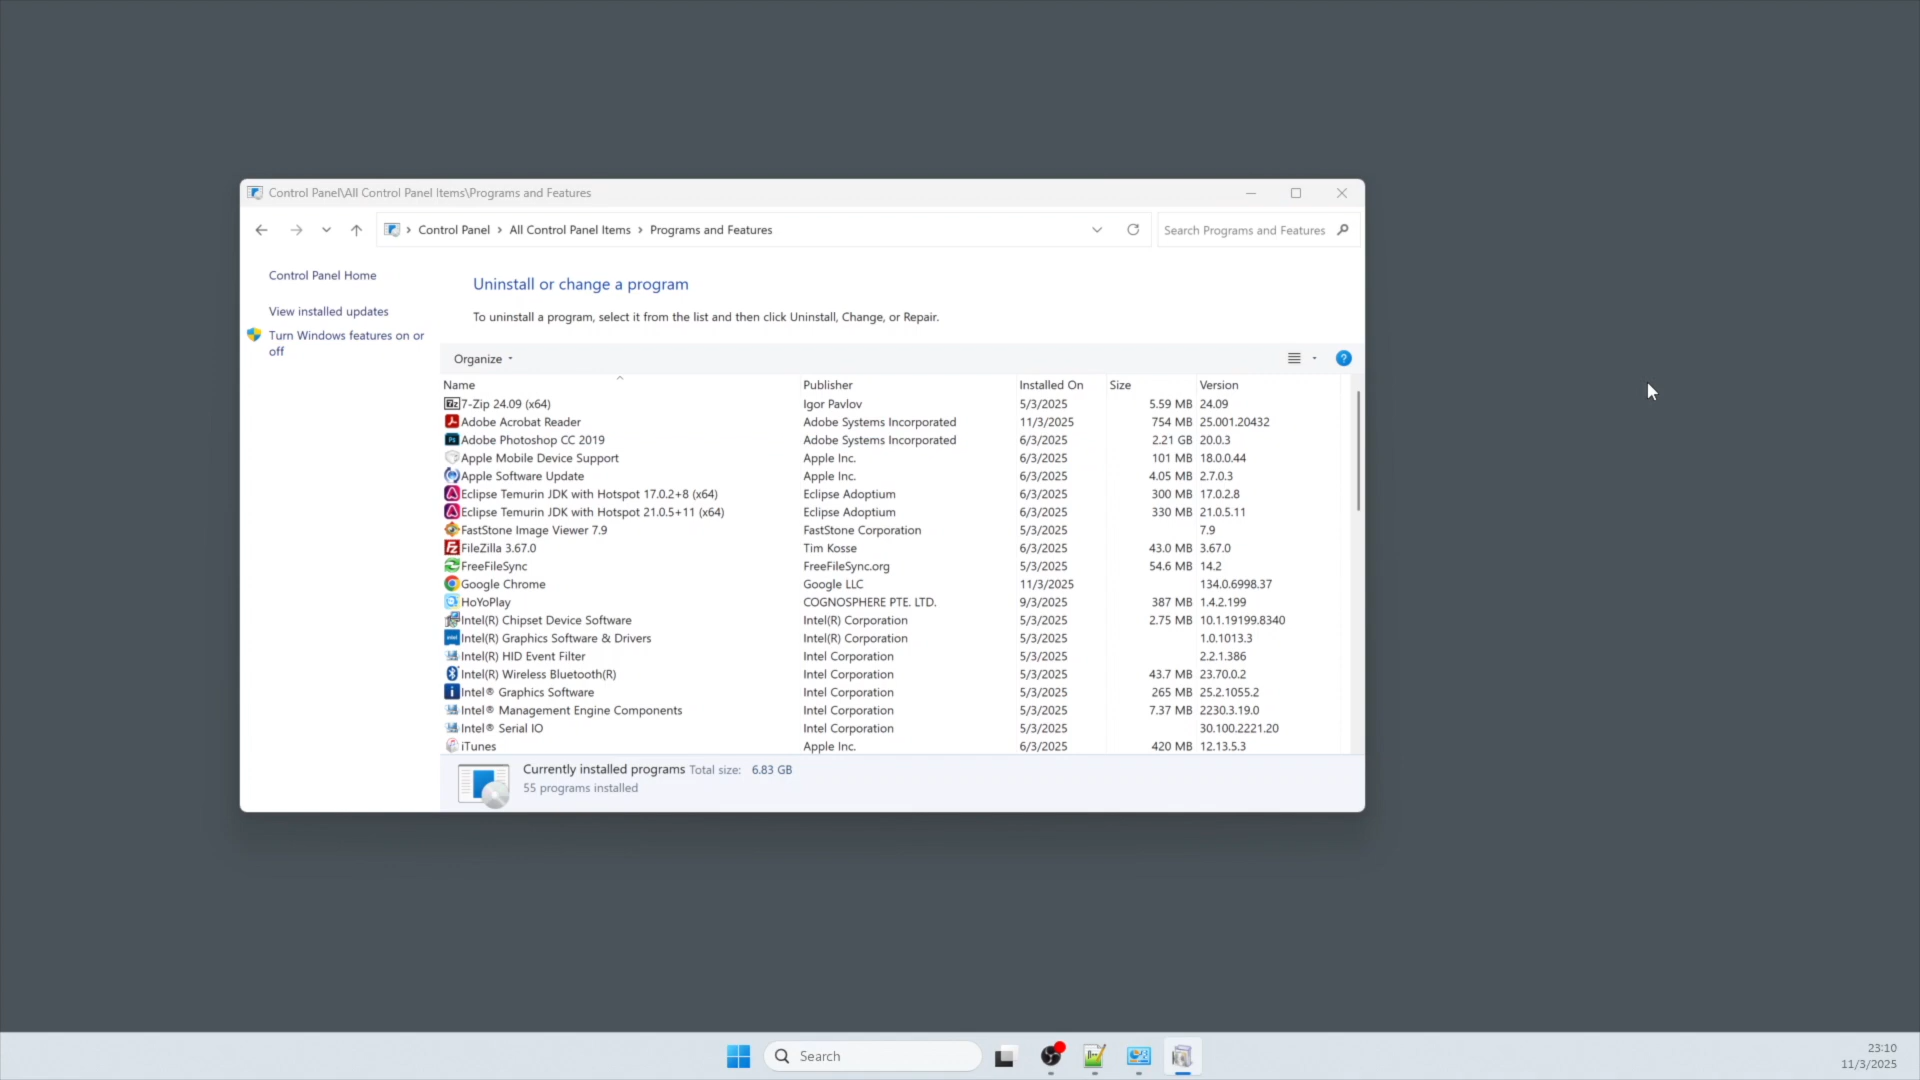 Control Panel\All Control Panel Items\Programs and Features
Control Panel > All Control Panel Items > Programs and Features
Search Programs and Features
Control Panel Home
View installed updates
Turn Windows features on or
off
Uninstall or change a program
To uninstall a program, select it from the list and then click Uninstall, Change, or Repair.
Organize
Name Publisher Installed On Size Version
7-Zip 24.09 (x64) Igor Pavlov 5/3/2025 5.59 MB 24.09
Adobe Acrobat Reader Adobe Systems Incorporated 11/3/2025 754 MB 25.001.20432
Adobe Photoshop CC 2019 Adobe Systems Incorporated 6/3/2025 2.21 GB 20.0.3
Apple Mobile Device Support Apple Inc. 6/3/2025 101 MB 18.0.0.44
Apple Software Update Apple Inc. 6/3/2025 4.05 MB 2.7.0.3
Eclipse Temurin JDK with Hotspot 17.0.2+8 (x64) Eclipse Adoptium 6/3/2025 300 MB 17.0.2.8
Eclipse Temurin JDK with Hotspot 21.0.5+11 (x64) Eclipse Adoptium 6/3/2025 330 MB 21.0.5.11
FastStone Image Viewer 7.9 FastStone Corporation 5/3/2025 7.9
FileZilla 3.67.0 Tim Kosse 6/3/2025 43.0 MB 3.67.0
FreeFileSync FreeFileSync.org 5/3/2025 54.6 MB 14.2
Google Chrome Google LLC 11/3/2025 134.0.6998.37
HoYoPlay COGNOSPHERE PTE. LTD. 9/3/2025 387 MB 1.4.2.199
Intel(R) Chipset Device Software Intel(R) Corporation 5/3/2025 2.75 MB 10.1.19199.8340
Intel(R) Graphics Software & Drivers Intel(R) Corporation 5/3/2025 1.0.1013.3
Intel(R) HID Event Filter Intel Corporation 5/3/2025 2.2.1.386
Intel(R) Wireless Bluetooth(R) Intel Corporation 5/3/2025 43.7 MB 23.70.0.2
Intel® Graphics Software Intel Corporation 5/3/2025 265 MB 25.2.1055.2
Intel® Management Engine Components Intel Corporation 5/3/2025 7.37 MB 2230.3.19.0
Intel® Serial IO Intel Corporation 5/3/2025 30.100.2221.20
iTunes Apple Inc. 6/3/2025 420 MB 12.13.5.3
Currently installed programs Total size: 6.83 GB
55 programs installed
Search
23:10
11/3/2025